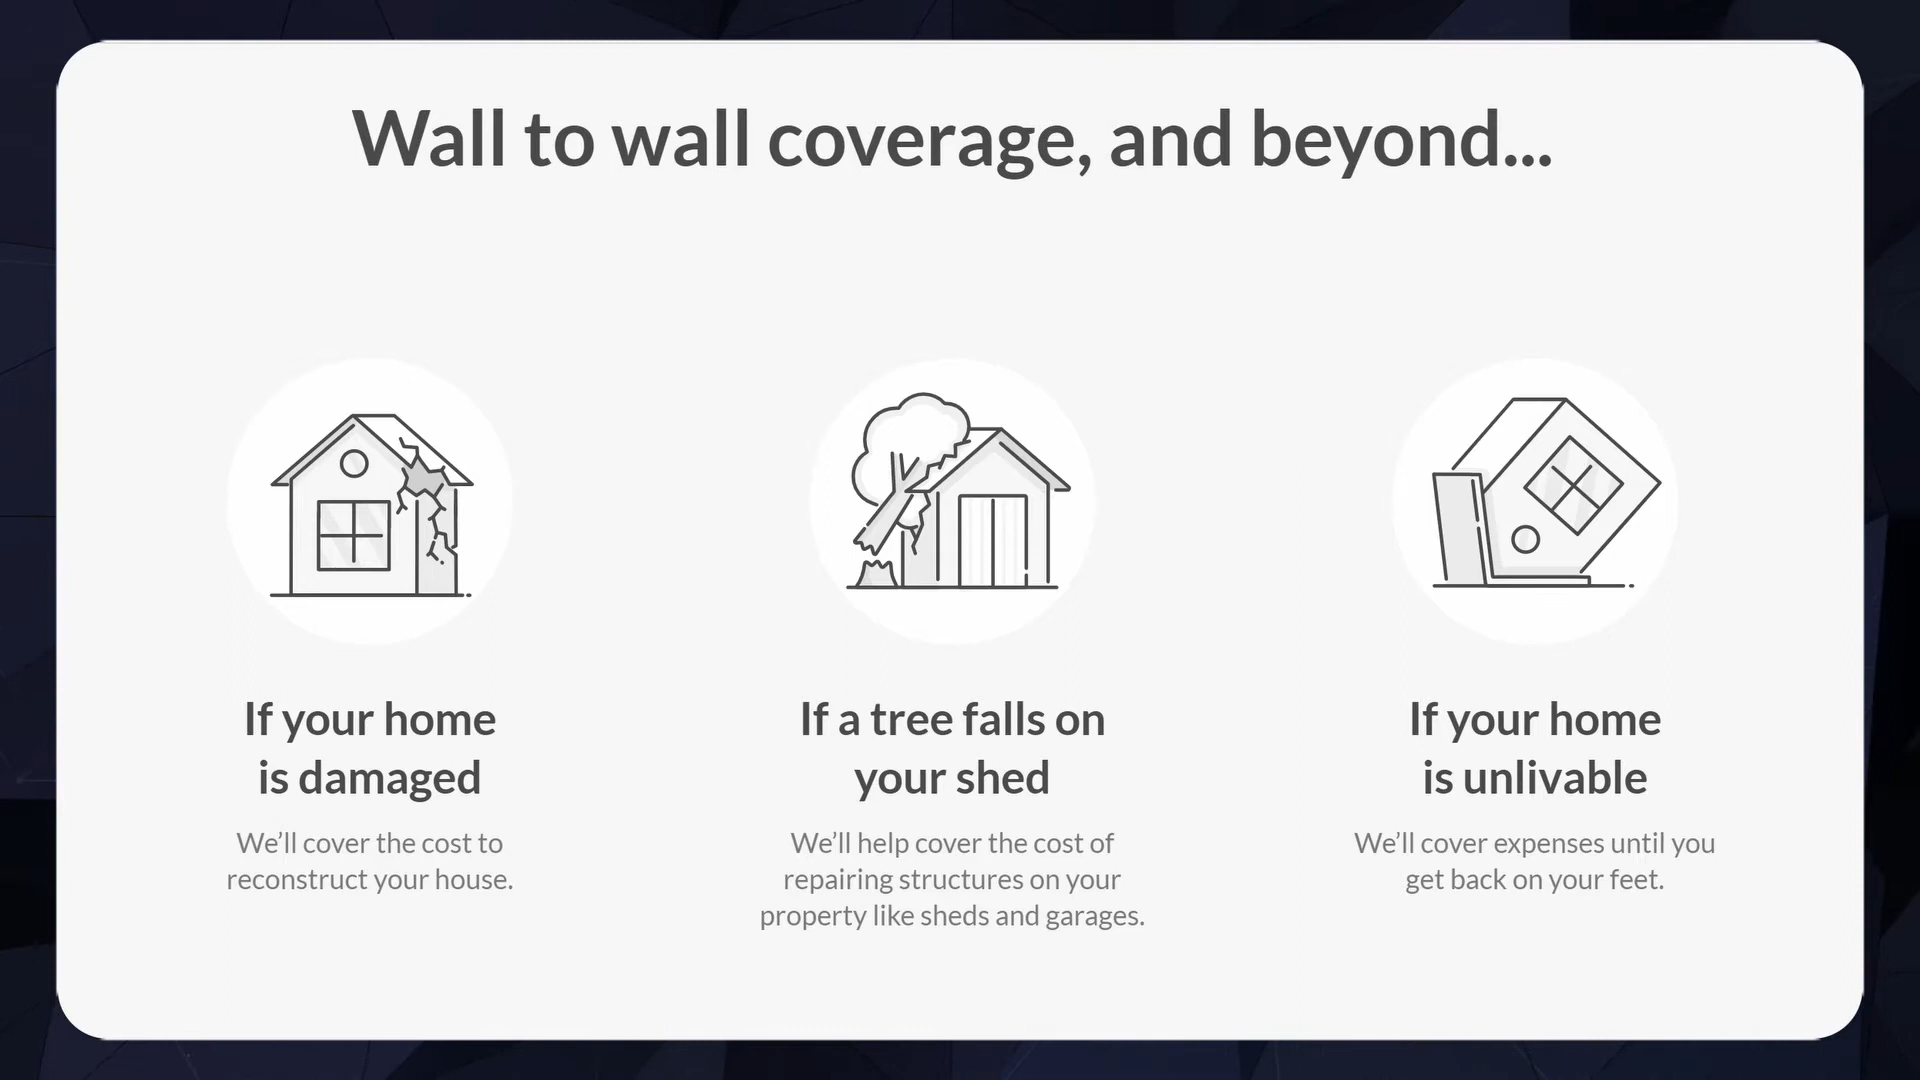 Wall to wall coverage, and beyond...
If your home
is damaged
We’ll cover the cost to
reconstruct your house.
If a tree falls on
your shed
We’ll help cover the cost of
repairing structures on your
property like sheds and garages.
If your home
is unlivable
We’ll cover expenses until you
get back on your feet.